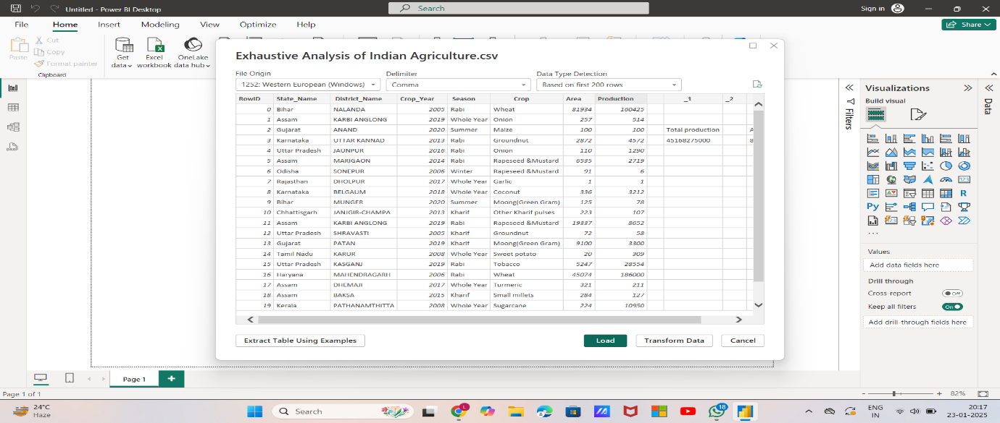 Untitled - Power BI Desktop
Search
Sign in
File Home Insert Modeling View Optimize Help
Share
Paste
Cut
Copy
Format painter
Clipboard
Get data
Excel workbook
OneLake data hub
Exhaustive Analysis of Indian Agriculture.csv
File Origin Delimiter Data Type Detection
1252: Western European (Windows) Comma Based on first 200 rows
RowID State_Name District_Name Crop_Year Season Crop Area Production _1 _2
0 Bihar NALANDA 2005 Rabi Wheat 81934 160425
1 Assam KARBI ANGLONG 2019 Whole Year Onion 257 514
2 Gujarat ANAND 2020 Summer Maize 100 100 Total production A
3 Karnataka UTTAR KANNAD 2013 Rabi Groundnut 2872 4572 45168275000 8
4 Uttar Pradesh JAUNPUR 2016 Rabi Onion 110 1290
5 Assam MARIGAON 2014 Rabi Rapeseed &Mustard 6535 2719
6 Odisha SONEPUR 2006 Winter Rapeseed &Mustard 91 6
7 Rajasthan DHOLPUR 2017 Whole Year Garlic 1 1
8 Karnataka BELGAUM 2018 Whole Year Coconut 336 3212
9 Bihar MUNGER 2020 Summer Moong(Green Gram) 125 78
10 Chhattisgarh JANJGIR-CHAMPA 2013 Kharif Other Kharif pulses 223 107
11 Assam KARBI ANGLONG 2019 Rabi Rapeseed &Mustard 19337 8652
12 Uttar Pradesh SHRAVASTI 2005 Kharif Groundnut 72 58
13 Gujarat PATAN 2019 Kharif Moong(Green Gram) 9100 3300
14 Tamil Nadu KARUR 2008 Whole Year Sweet potato 20 309
15 Uttar Pradesh KASGANJ 2019 Rabi Tobacco 5247 28554
16 Haryana MAHENDRAGARH 2006 Rabi Wheat 45074 186000
17 Assam DHEMAJI 2017 Whole Year Turmeric 321 211
18 Assam BAKSA 2015 Kharif Small millets 284 127
19 Kerala PATHANAMTHITTA 2008 Whole Year Sugarcane 224 10950
Extract Table Using Examples Load Transform Data Cancel
Filters
Visualizations
Build visual
Data
123
R
Py
...
Values
Add data fields here
Drill through
Cross-report Off
Keep all filters On
Add drill-through fields here
Page 1
+
Page 1 of 1
- + 82%
24°C
Haze
Search
L
18
ENG
IN
20:17
23-01-2025